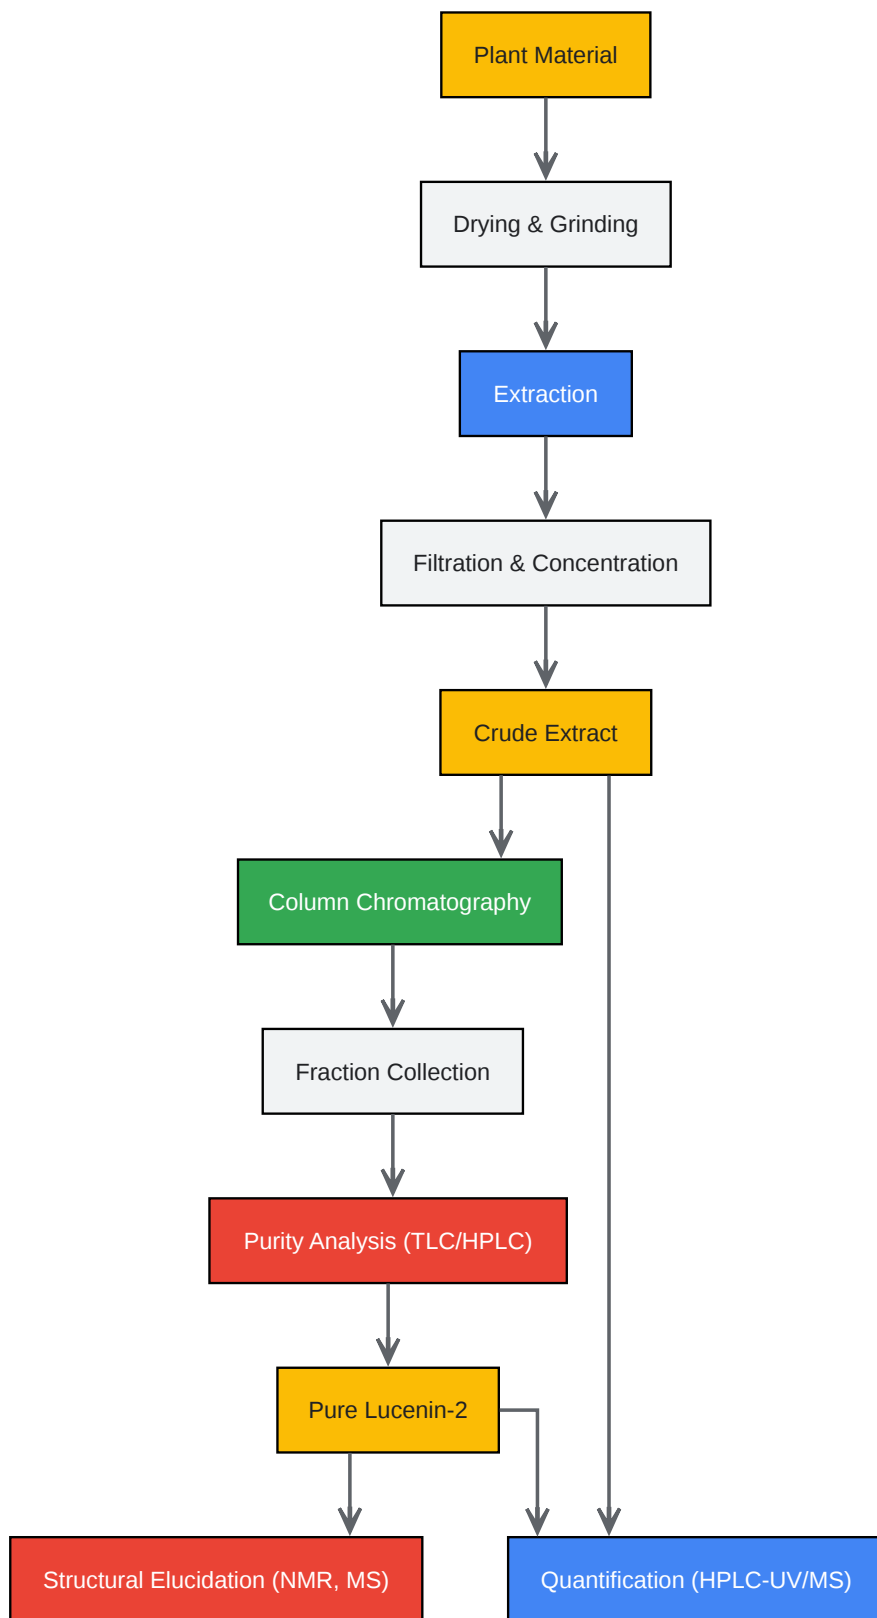 Plant Material
Drying & Grinding
Extraction
Filtration & Concentration
Crude Extract
Column Chromatography
Fraction Collection
Purity Analysis (TLC/HPLC)
Pure Lucenin-2
Structural Elucidation (NMR, MS)
Quantification (HPLC-UV/MS)